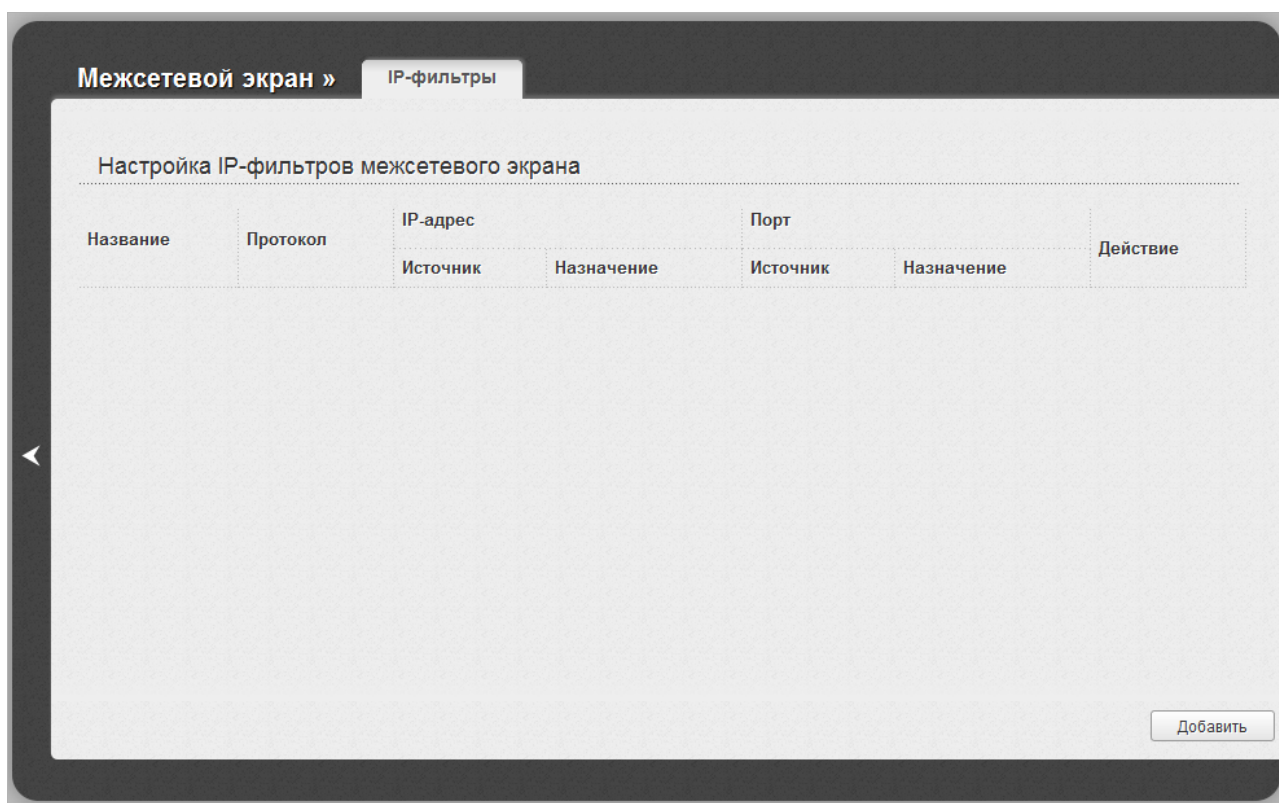 Межсетевой экран » IP-фильтры
Настройка IP-фильтров межсетевого экрана
Название Протокол IP-адрес Порт Действие
Источник Назначение Источник Назначение
Добавить